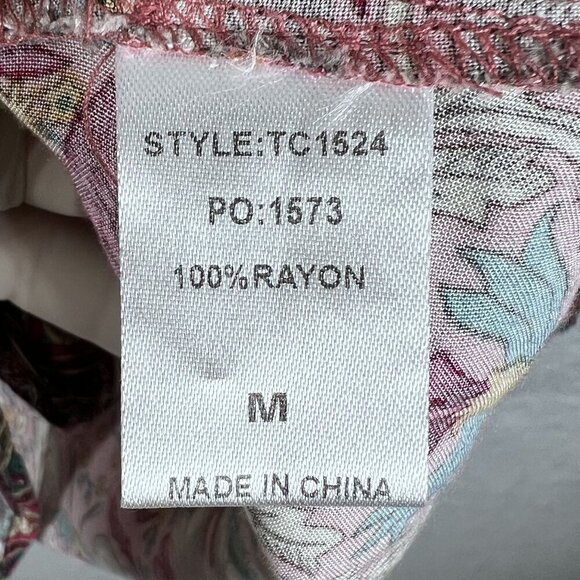 STYLE:TC1524
PO:1573
100%RAYON
M
MADE IN CHINA